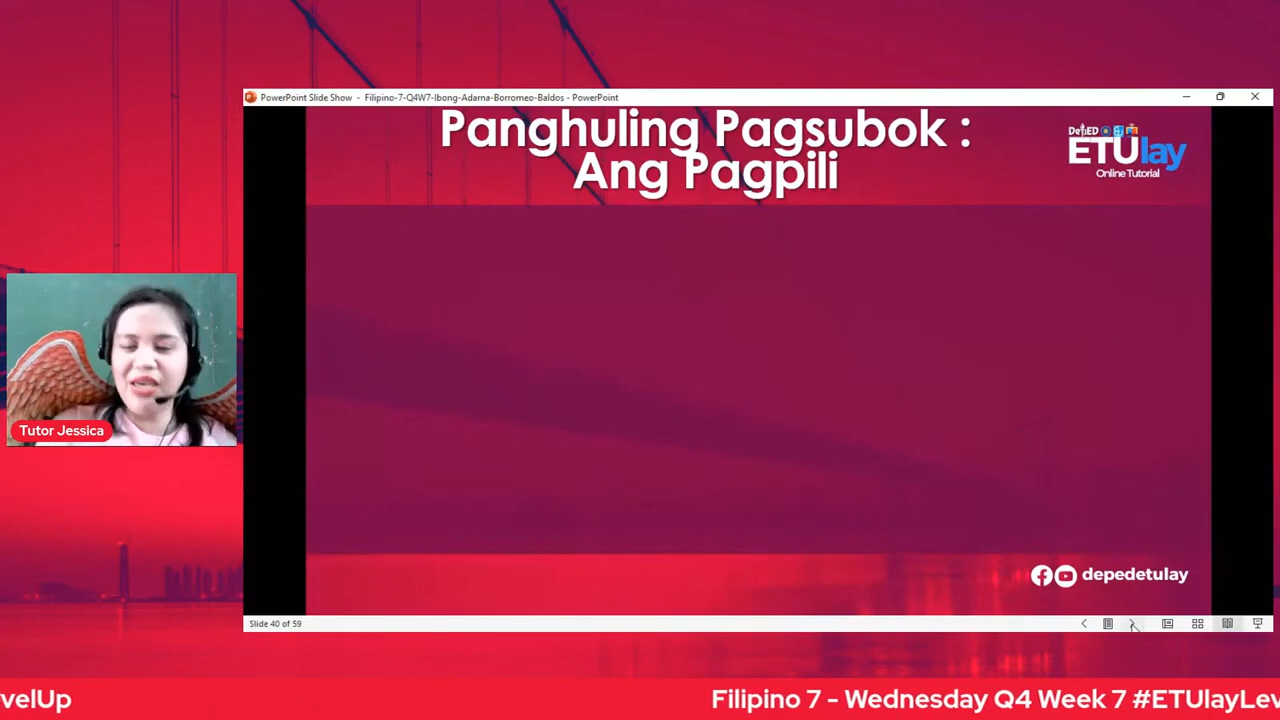 PowerPoint Slide Show - Filipino-7-Q4W7-Ibong-Adarna-Borromeo-Baldos - PowerPoint
Panghuling Pagsubok :
Ang Pagpili
DepED
ETUlay
Online Tutorial
Tutor Jessica
depedetulay
Slide 40 of 59
velUp
Filipino 7 - Wednesday Q4 Week 7 #ETUlayLev